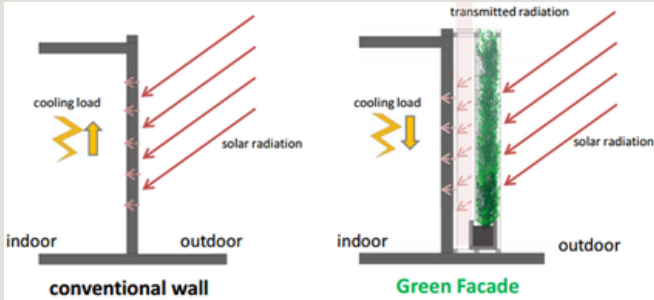 cooling load
solar radiation
indoor
outdoor
conventional wall
transmitted radiation
cooling load
solar radiation
indoor
outdoor
Green Facade